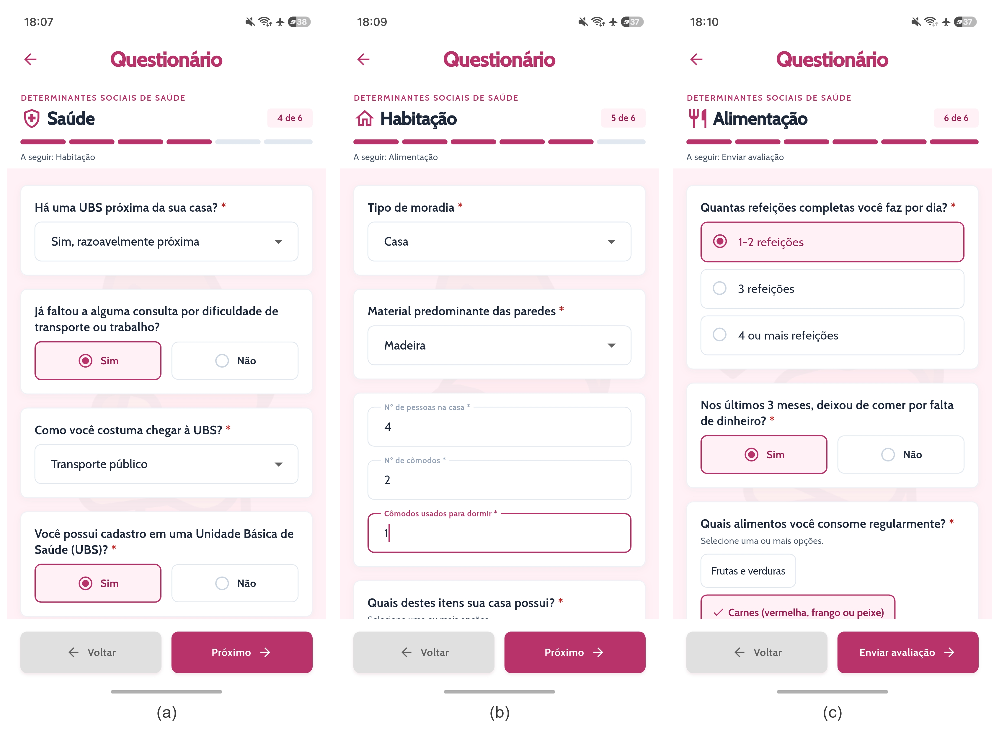 18:07
38
Questionário
DETERMINANTES SOCIAIS DE SAÚDE
Saúde
4 de 6
A seguir: Habitação
Há uma UBS próxima da sua casa? *
Sim, razoavelmente próxima
Já faltou a alguma consulta por dificuldade de
transporte ou trabalho?
Sim
Não
Como você costuma chegar à UBS? *
Transporte público
Você possui cadastro em uma Unidade Básica de
Saúde (UBS)? *
Sim
Não
Voltar
Próximo
(a)
18:09
37
Questionário
DETERMINANTES SOCIAIS DE SAÚDE
Habitação
5 de 6
A seguir: Alimentação
Tipo de moradia *
Casa
Material predominante das paredes *
Madeira
Nº de pessoas na casa *
4
Nº de cômodos *
2
Cômodos usados para dormir *
1
Quais destes itens sua casa possui? *
Selecione uma ou mais opções.
Voltar
Próximo
(b)
18:10
37
Questionário
DETERMINANTES SOCIAIS DE SAÚDE
Alimentação
6 de 6
A seguir: Enviar avaliação
Quantas refeições completas você faz por dia? *
1-2 refeições
3 refeições
4 ou mais refeições
Nos últimos 3 meses, deixou de comer por falta
de dinheiro? *
Sim
Não
Quais alimentos você consome regularmente? *
Selecione uma ou mais opções.
Frutas e verduras
Carnes (vermelha, frango ou peixe)
Voltar
Enviar avaliação
(c)